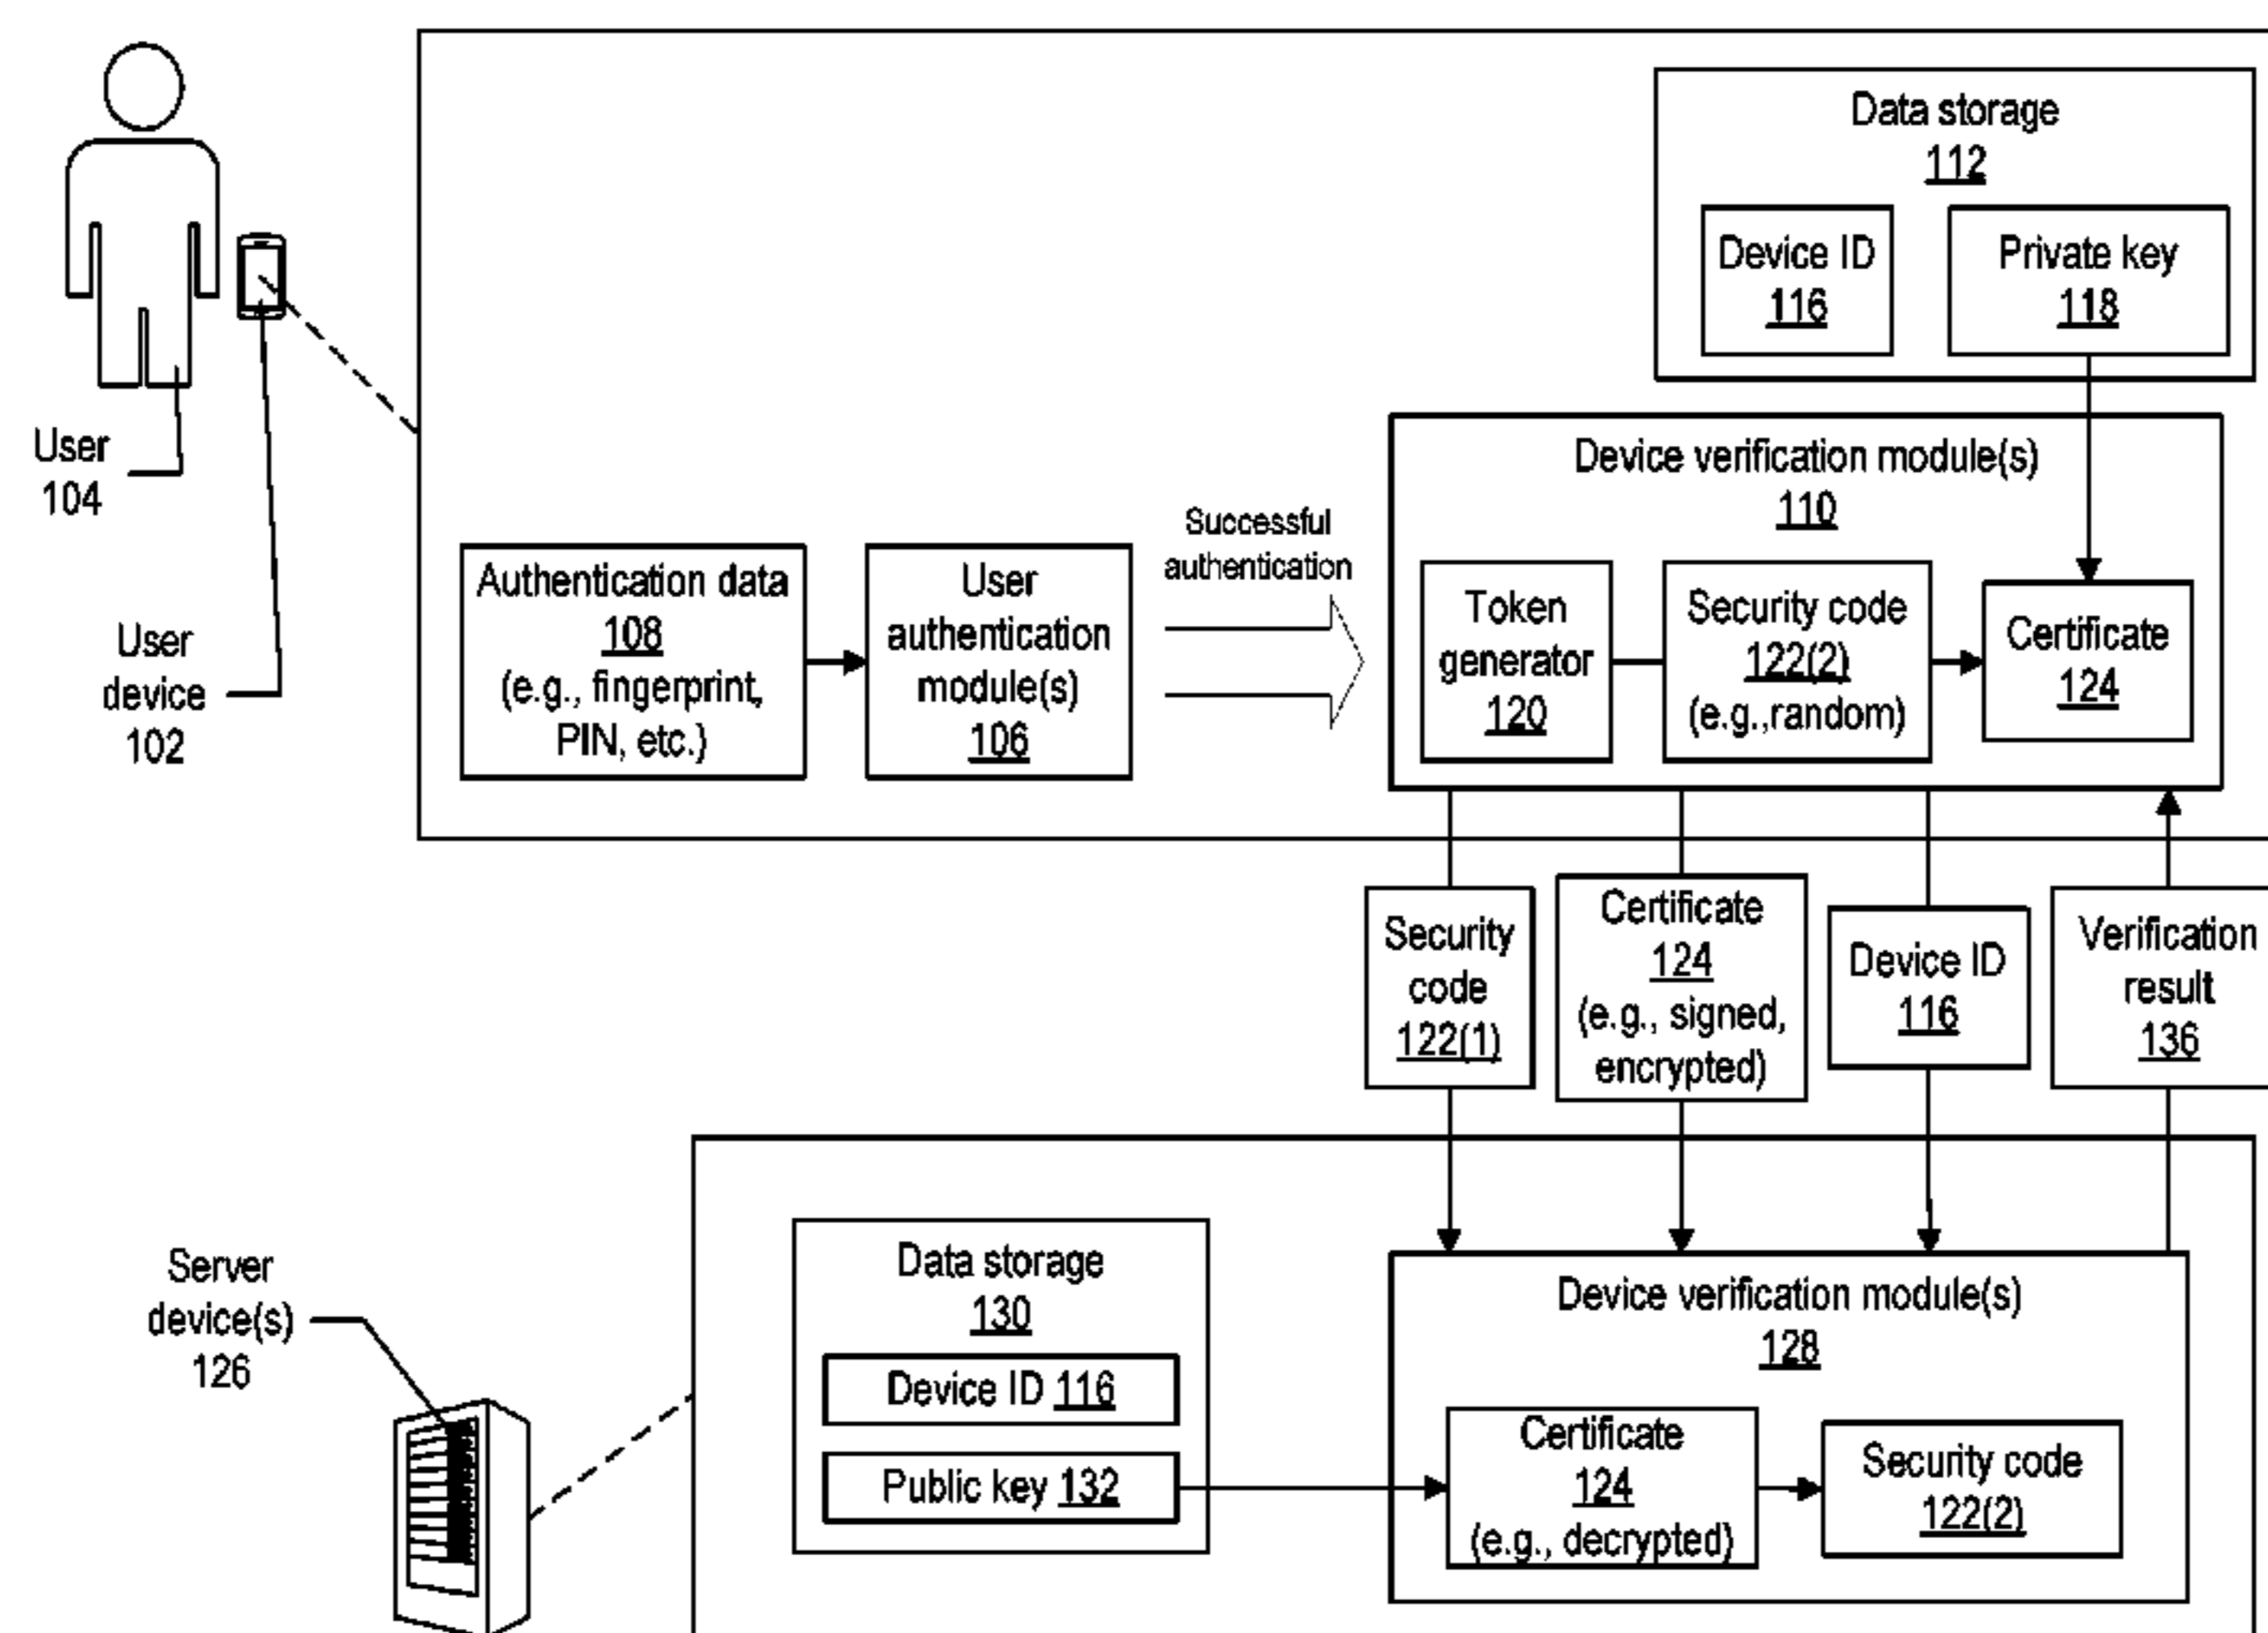 Data storage
112
Device ID
116
Private key
118
User
104
User
device
102
Authentication data
108
(e.g., fingerprint,
PIN, etc.)
User
authentication
module(s)
106
Successful
authentication
Device verification module(s)
110
Token
generator
120
Security code
122(2)
(e.g.,random)
Certificate
124
Security
code
122(1)
Certificate
124
(e.g., signed,
encrypted)
Device ID
116
Verification
result
136
Server
device(s)
126
Data storage
130
Device ID 116
Public key 132
Device verification module(s)
128
Certificate
124
(e.g., decrypted)
Security code
122(2)